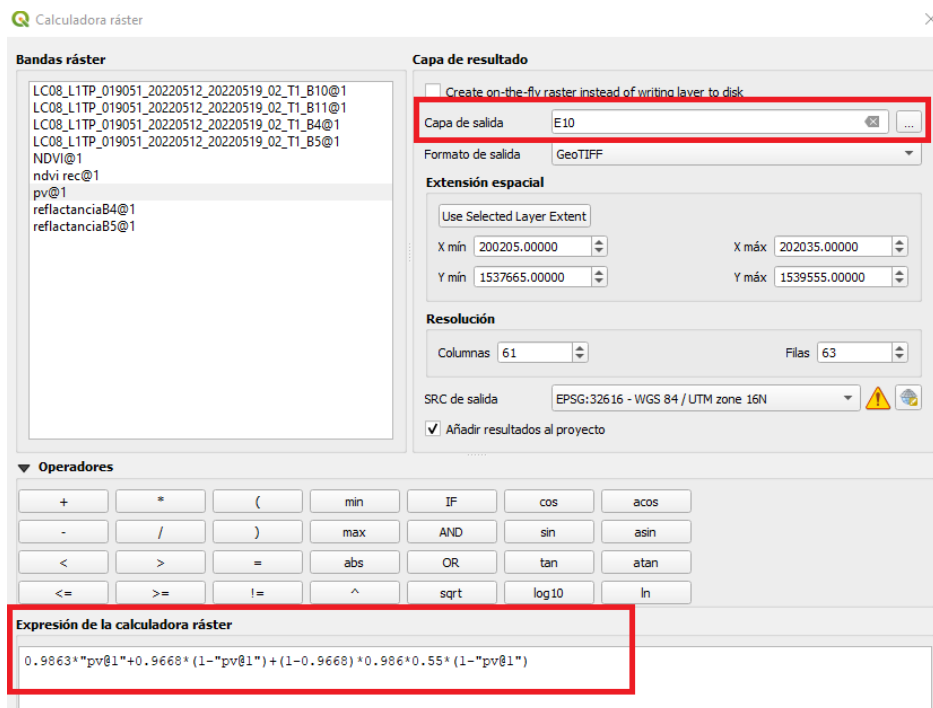 Calculadora ráster
Bandas ráster
LC08_L1TP_019051_20220512_20220519_02_T1_B10@1
LC08_L1TP_019051_20220512_20220519_02_T1_B11@1
LC08_L1TP_019051_20220512_20220519_02_T1_B4@1
LC08_L1TP_019051_20220512_20220519_02_T1_B5@1
NDVI@1
ndvi rec@1
pv@1
reflactanciaB4@1
reflactanciaB5@1
Capa de resultado
Create on-the-fly raster instead of writing layer to disk
Capa de salida E10 ...
Formato de salida GeoTIFF
Extensión espacial
Use Selected Layer Extent
X mín 200205.00000 X máx 202035.00000
Y mín 1537665.00000 Y máx 1539555.00000
Resolución
Columnas 61 Filas 63
SRC de salida EPSG:32616 - WGS 84 / UTM zone 16N
Añadir resultados al proyecto
Operadores
+ * ( min IF cos acos
- / ) max AND sin asin
< > = abs OR tan atan
<= >= != ^ sqrt log10 ln
Expresión de la calculadora ráster
0.9863*"pv@1"+0.9668*(1-"pv@1")+(1-0.9668)*0.986*0.55*(1-"pv@1")